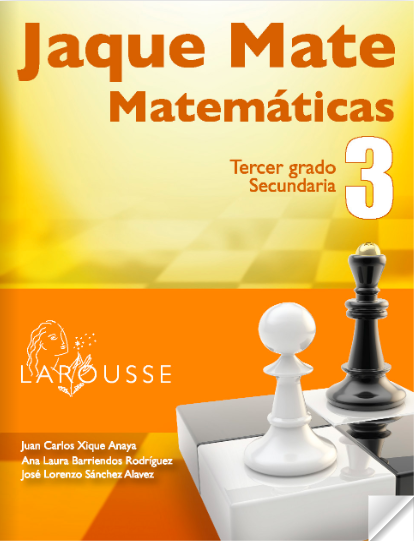 Jaque Mate
Matemáticas
Tercer grado
Secundaria
3
LAROUSSE
Juan Carlos Xique Anaya
Ana Laura Barriendos Rodríguez
José Lorenzo Sánchez Alavez